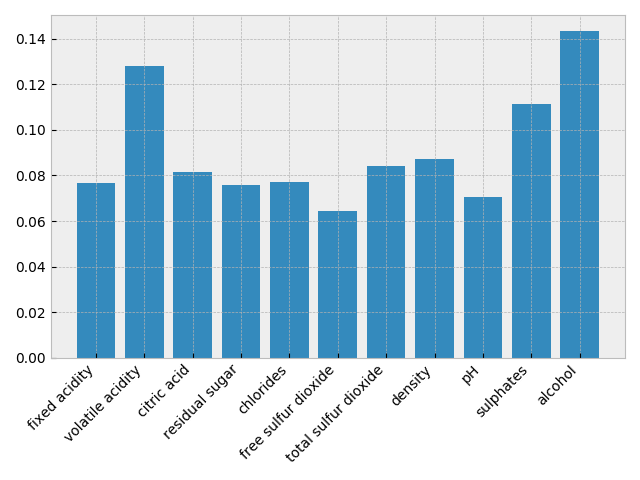 0.14
0.12
0.10
0.08
0.06
0.04
0.02
0.00
fixed acidity
volatile acidity
citric acid
residual sugar
chlorides
free sulfur dioxide
total sulfur dioxide
density
pH
sulphates
alcohol